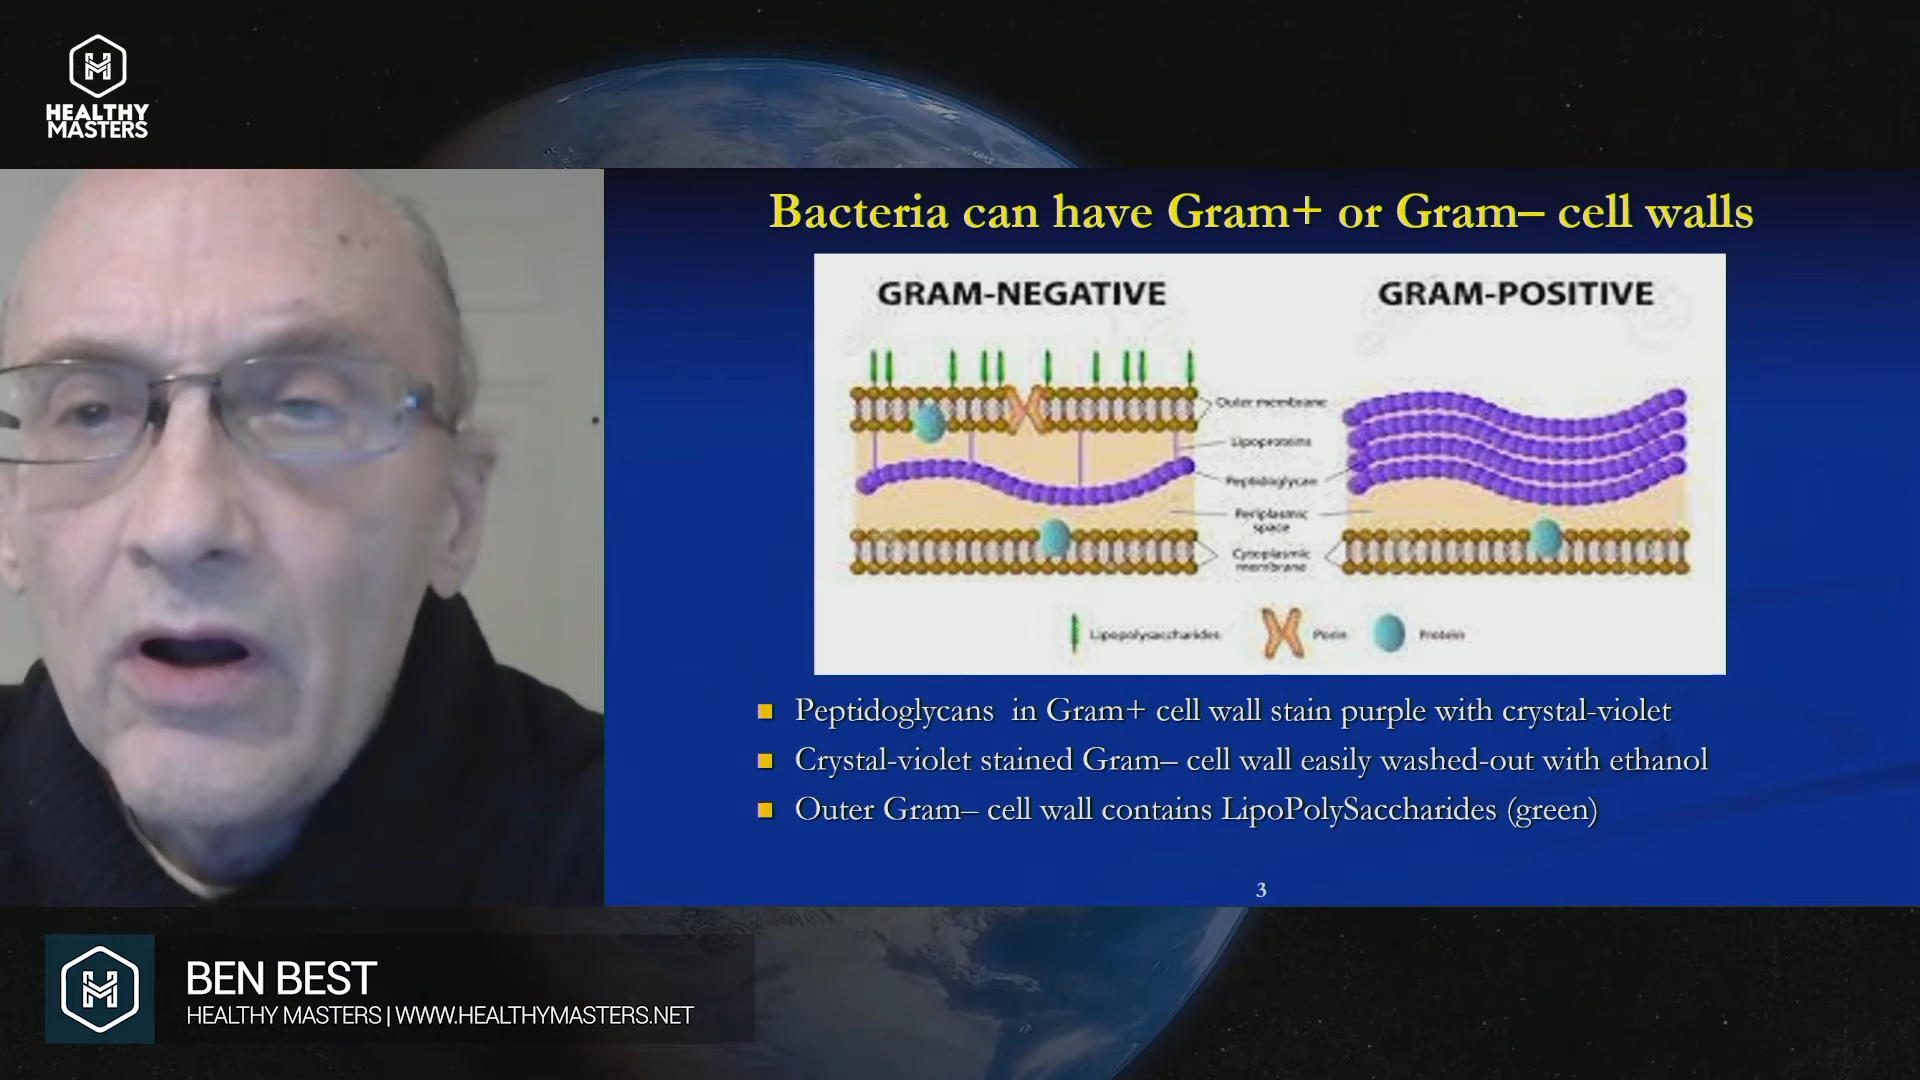 HEALTHY
MASTERS
Bacteria can have Gram+ or Gram– cell walls
GRAM-NEGATIVE
GRAM-POSITIVE
Outer membrane
Lipoproteins
Peptidoglycan
Periplasmic
space
Cytoplasmic
membrane
Lipopolysaccharides
Porin
Protein
Peptidoglycans in Gram+ cell wall stain purple with crystal-violet
Crystal-violet stained Gram– cell wall easily washed-out with ethanol
Outer Gram– cell wall contains LipoPolySaccharides (green)
3
BEN BEST
HEALTHY MASTERS | WWW.HEALTHYMASTERS.NET